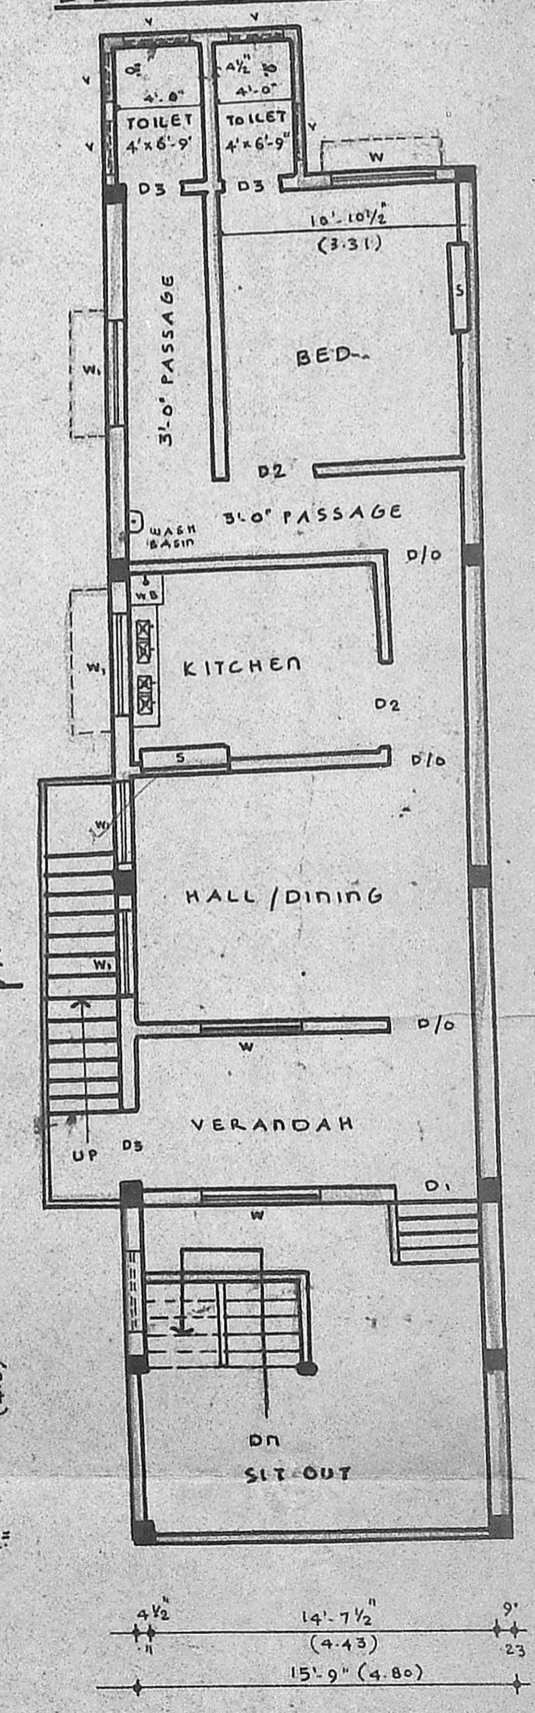 V
V
V
V
V
4½"
4'-0"
4'-0"
TOILET
4'x6'-9'
TOILET
4'x6'-9"
W
D3
D3
10'-10½"
(3.31)
S
3'-0" PASSAGE
BED
W1
D2
3'-0" PASSAGE
WASH
BASIN
D/O
W.B
KITCHEN
W1
D2
S
D/O
W1
HALL/DINING
W1
D/O
W
VERANDAH
UP
D3
D1
W
DN
SIT OUT
4½"
14'-7½"
9"
.11
(4.43)
.23
15'-9" (4.80)